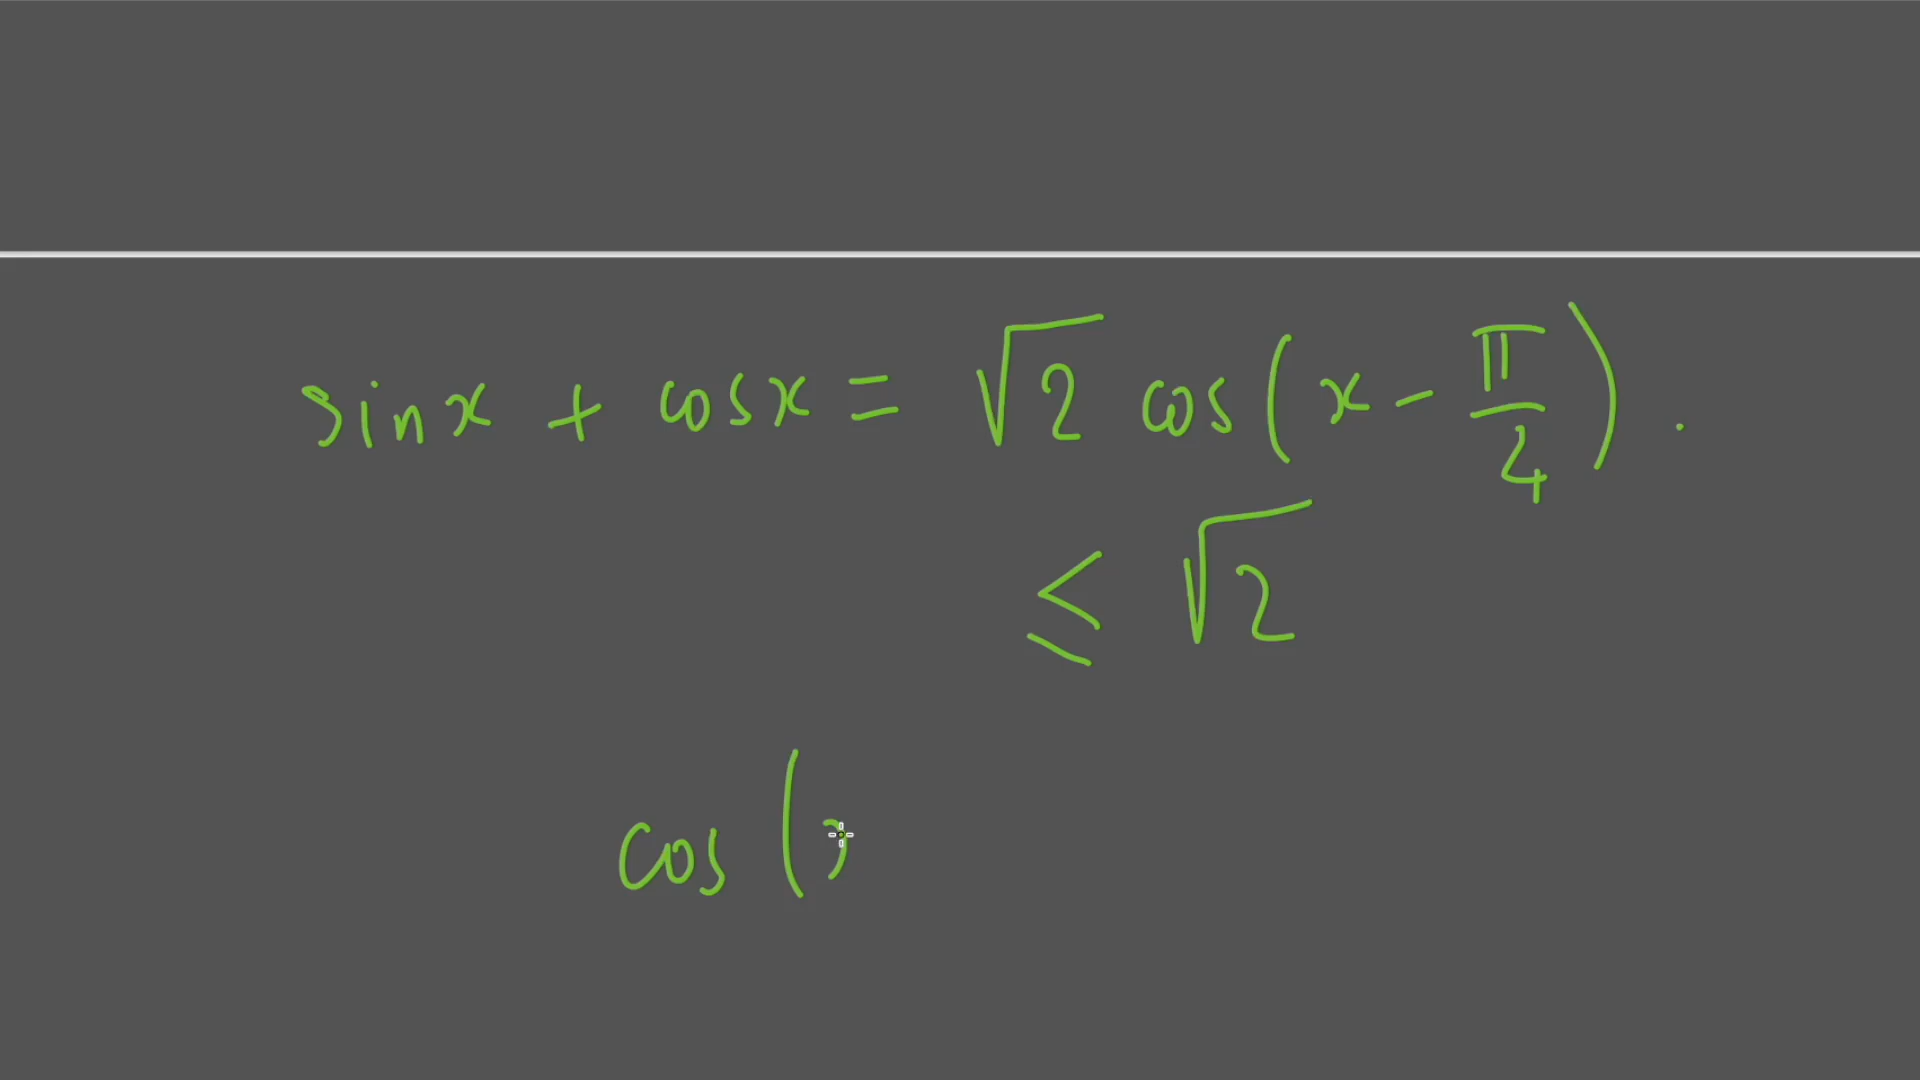 sinx + cosx = √2 cos(x - π/4).
≤ √2
cos (